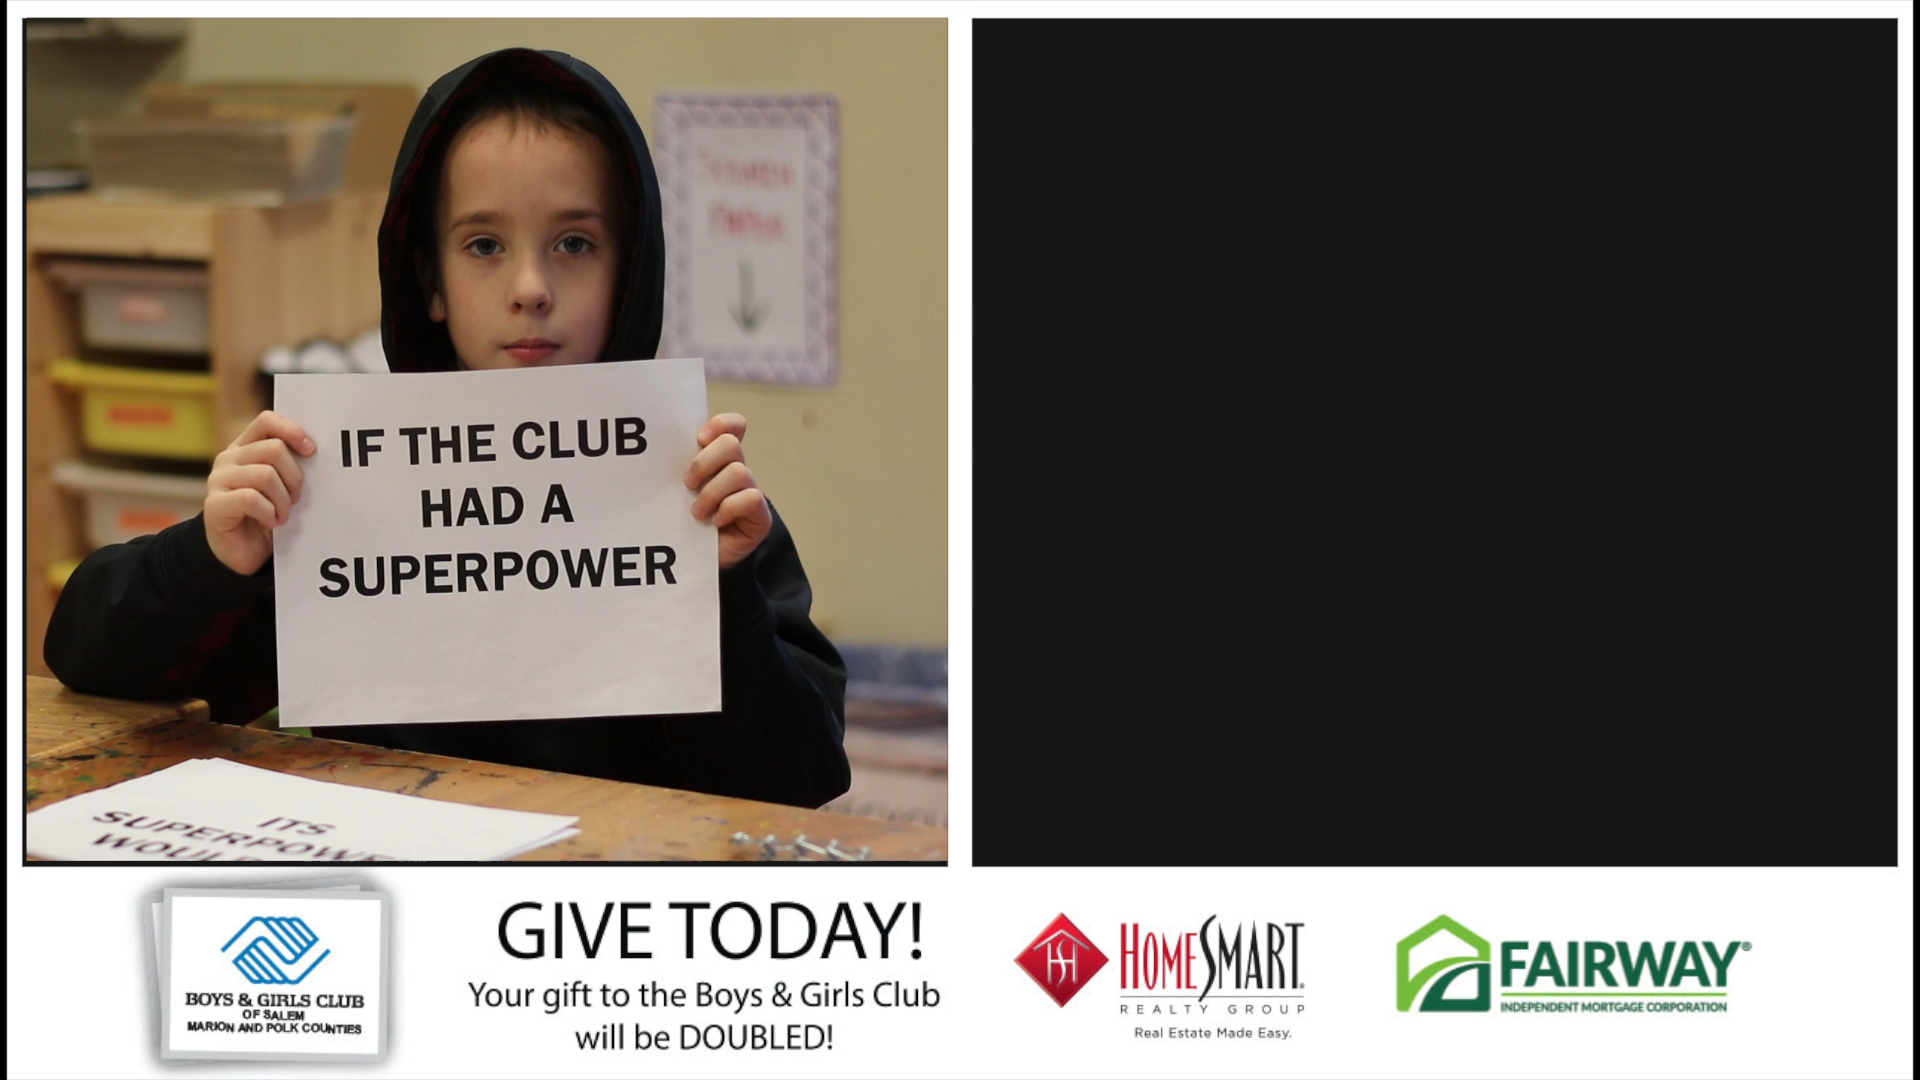 IF THE CLUB
HAD A
SUPERPOWER
ITS
SUPERPOWE
WOUL
BOYS & GIRLS CLUB
OF SALEM
MARION AND POLK COUNTIES
GIVE TODAY!
Your gift to the Boys & Girls Club
will be DOUBLED!
HOMESMART
REALTY GROUP
Real Estate Made Easy.
FAIRWAY®
INDEPENDENT MORTGAGE CORPORATION